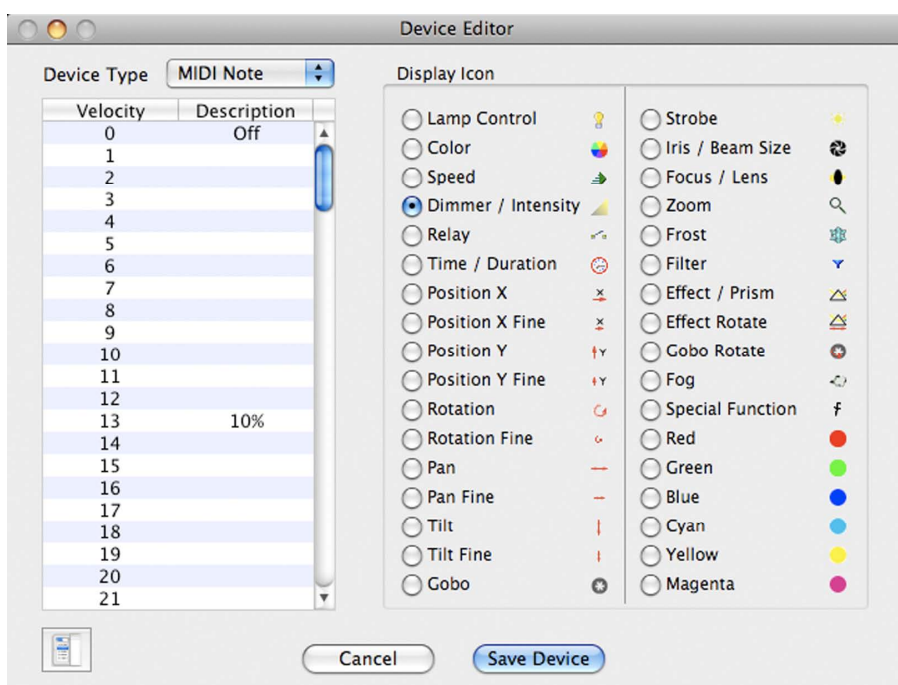 Device Editor
Device Type MIDI Note
Velocity Description
0 Off
1
2
3
4
5
6
7
8
9
10
11
12
13 10%
14
15
16
17
18
19
20
21
Display Icon
Lamp Control
Color
Speed
Dimmer / Intensity
Relay
Time / Duration
Position X
Position X Fine
Position Y
Position Y Fine
Rotation
Rotation Fine
Pan
Pan Fine
Tilt
Tilt Fine
Gobo
Strobe
Iris / Beam Size
Focus / Lens
Zoom
Frost
Filter
Effect / Prism
Effect Rotate
Gobo Rotate
Fog
Special Function f
Red
Green
Blue
Cyan
Yellow
Magenta
Cancel Save Device